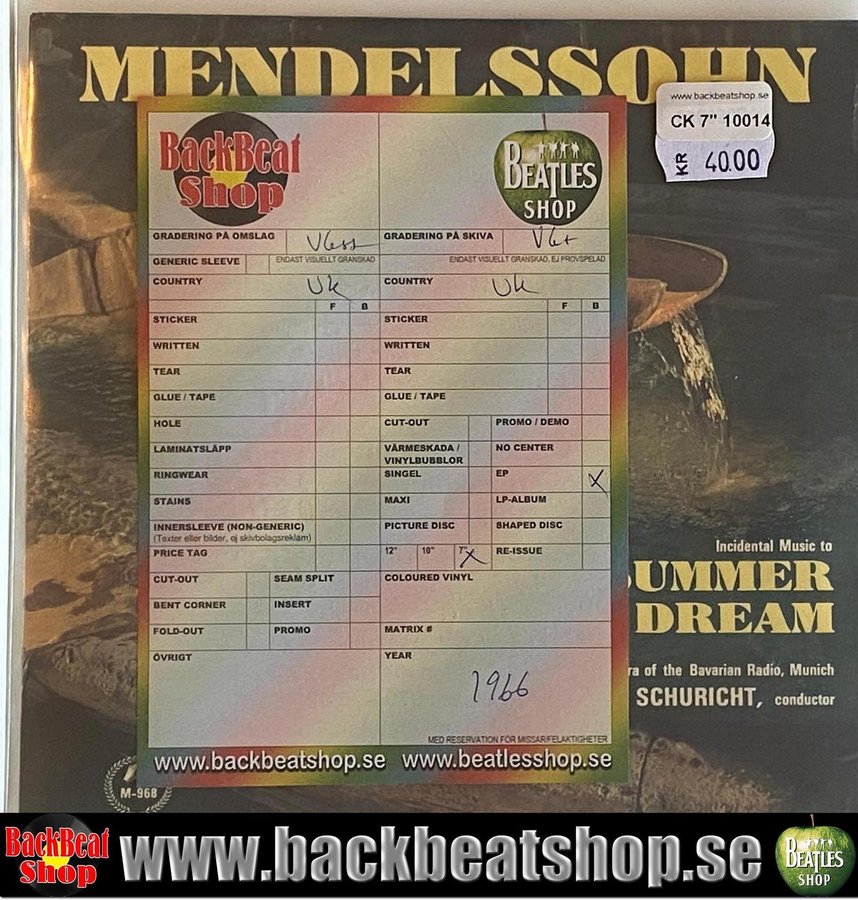 MENDELSSOHN
www.backbeatshop.se
CK 7" 10014
KR 40.00
BackBeat
Shop
BEATLES
SHOP
GRADERING PÅ OMSLAG
GRADERING PÅ SKIVA
GENERIC SLEEVE
ENDAST VISUELLT GRANSKAD
ENDAST VISUELLT GRANSKAD, EJ PROVSPELAD
COUNTRY UK
COUNTRY UK
F B
F B
STICKER
STICKER
WRITTEN
WRITTEN
TEAR
TEAR
GLUE / TAPE
GLUE / TAPE
HOLE
CUT-OUT
PROMO / DEMO
LAMINATSLÄPP
VÄRMESKADA /
VINYLBUBBLOR
NO CENTER
RINGWEAR
SINGEL
EP X
STAINS
MAXI
LP-ALBUM
INNERSLEEVE (NON-GENERIC)
(Texter eller bilder, ej skivbolagsreklam)
PICTURE DISC
SHAPED DISC
PRICE TAG
12" 10" 7" X
RE-ISSUE
CUT-OUT
SEAM SPLIT
COLOURED VINYL
BENT CORNER
INSERT
FOLD-OUT
PROMO
MATRIX #
ÖVRIGT
YEAR
1966
MED RESERVATION FÖR MISSAR/FELAKTIGHETER
www.backbeatshop.se www.beatlesshop.se
Incidental Music to
SUMMER
DREAM
ra of the Bavarian Radio, Munich
SCHURICHT, conductor
M-968
BackBeat
Shop
www.backbeatshop.se
BEATLES
SHOP